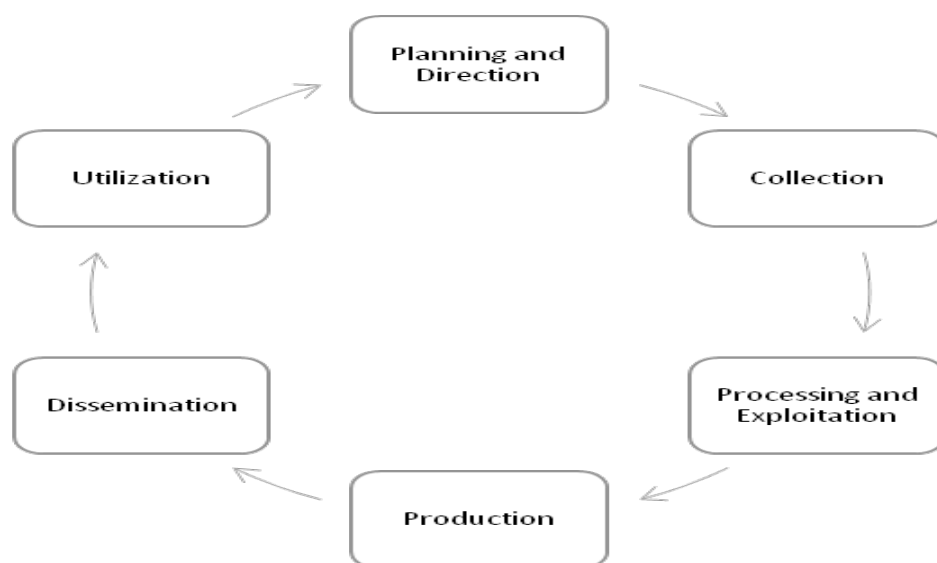 Planning and
Direction
Collection
Processing and
Exploitation
Production
Dissemination
Utilization